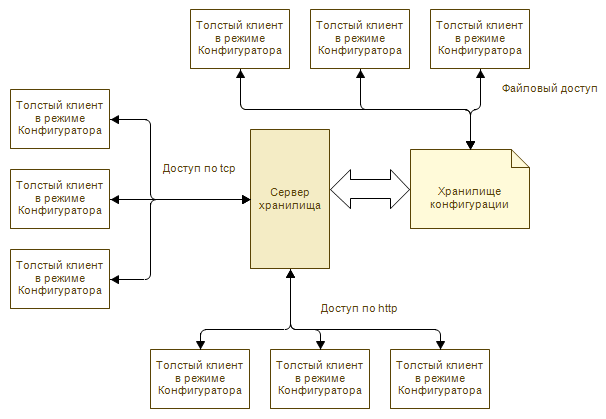 Толстый клиент
в режиме
Конфигуратора
Толстый клиент
в режиме
Конфигуратора
Толстый клиент
в режиме
Конфигуратора
Файловый доступ
Толстый клиент
в режиме
Конфигуратора
Доступ по tcp
Толстый клиент
в режиме
Конфигуратора
Сервер
хранилища
Хранилище
конфигурации
Толстый клиент
в режиме
Конфигуратора
Доступ по http
Толстый клиент
в режиме
Конфигуратора
Толстый клиент
в режиме
Конфигуратора
Толстый клиент
в режиме
Конфигуратора